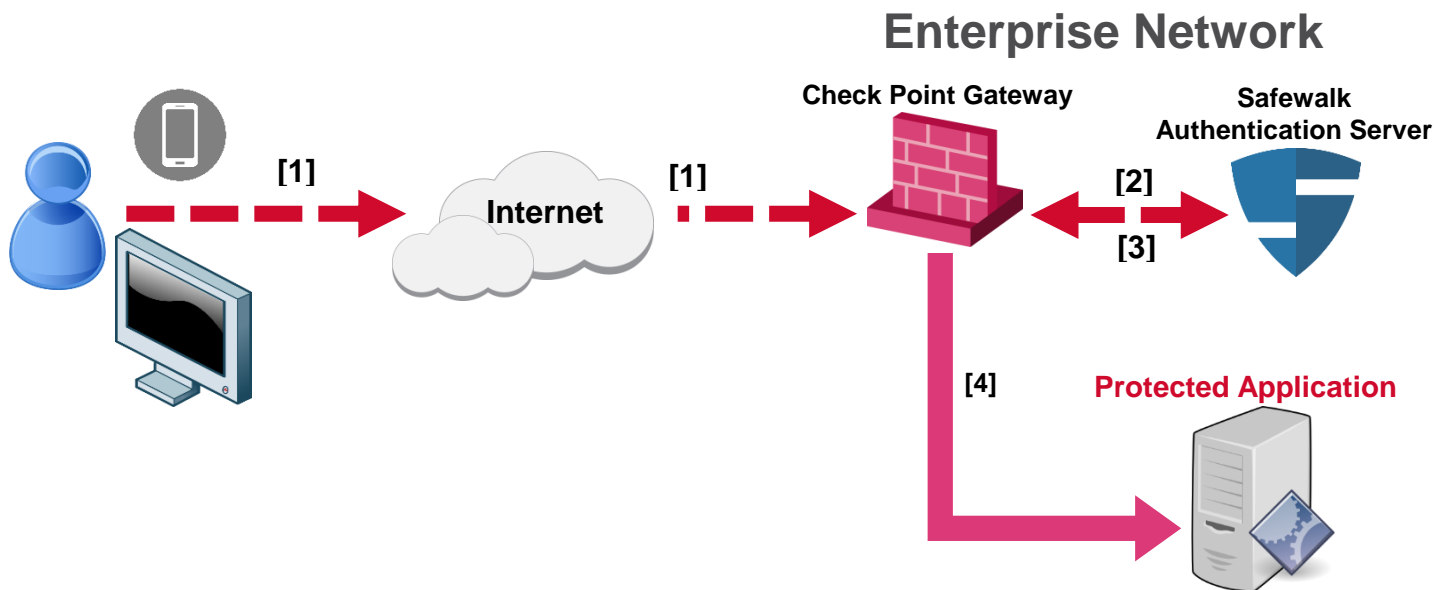 Enterprise Network
Check Point Gateway
Safewalk
Authentication Server
[1]
[1]
[2]
Internet
[3]
[4]
Protected Application